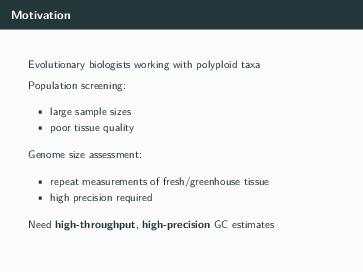 Motivation
Evolutionary biologists working with polyploid taxa
Population screening:
▪ large sample sizes
▪ poor tissue quality
Genome size assessment:
▪ repeat measurements of fresh/greenhouse tissue
▪ high precision required
Need high-throughput, high-precision GC estimates